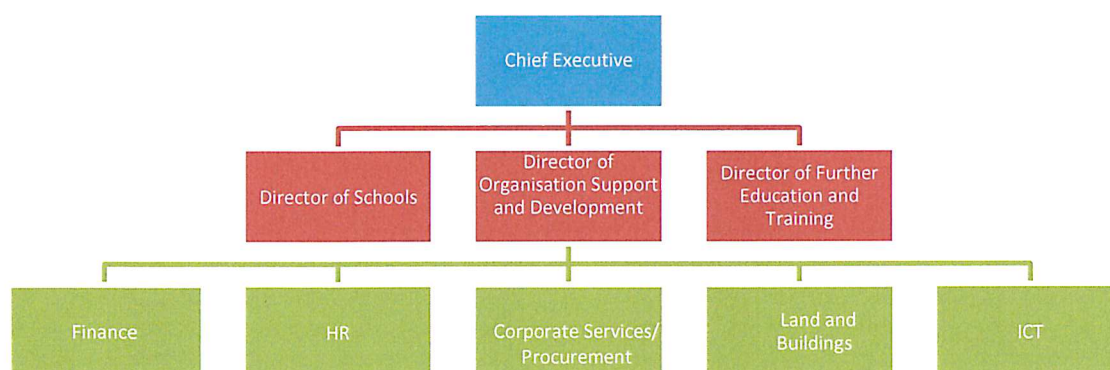 Chief Executive
Director of Schools
Director of
Organisation Support
and Development
Director of Further
Education and
Training
Finance
HR
Corporate Services/
Procurement
Land and
Buildings
ICT